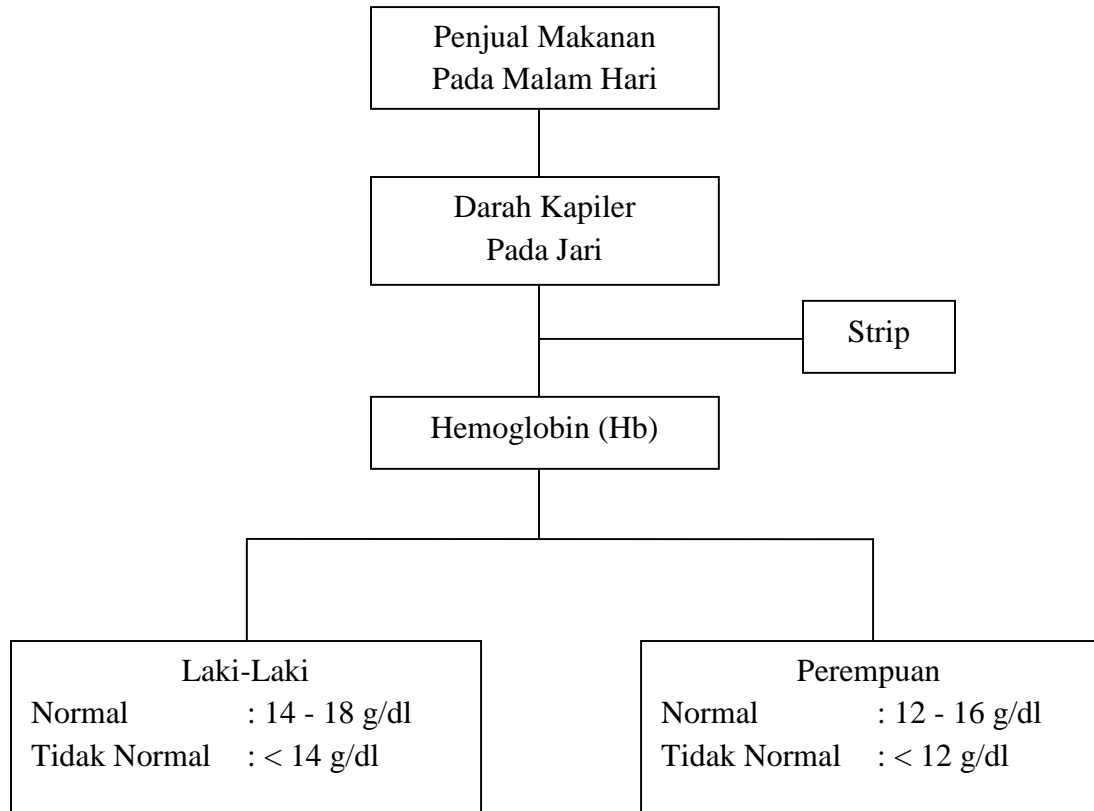 Penjual Makanan
Pada Malam Hari
Darah Kapiler
Pada Jari
Strip
Hemoglobin (Hb)
Laki-Laki
Normal : 14 - 18 g/dl
Tidak Normal : < 14 g/dl
Perempuan
Normal : 12 - 16 g/dl
Tidak Normal : < 12 g/dl